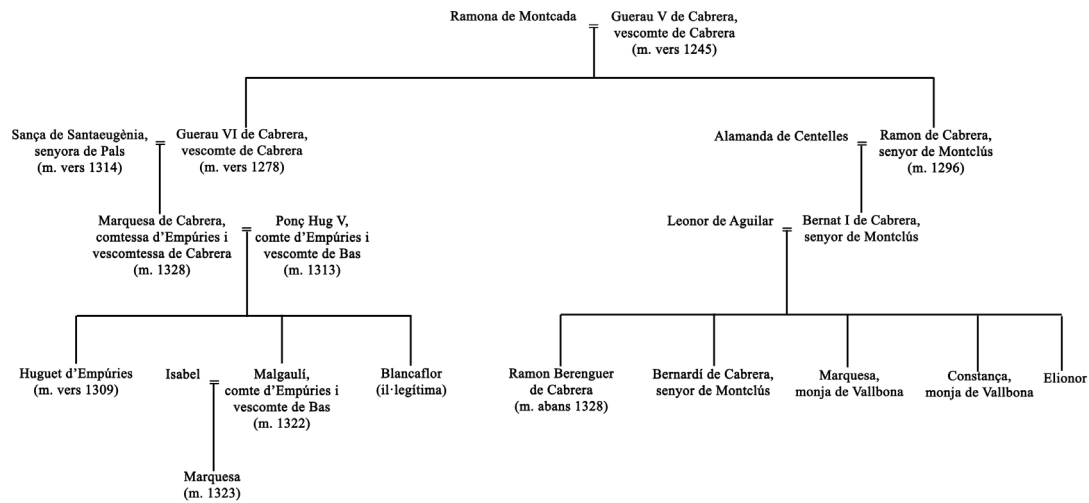 Ramona de Montcada
Guerau V de Cabrera,
vescomte de Cabrera
(m. vers 1245)
Sança de Santaeugènia,
senyora de Pals
(m. vers 1314)
Guerau VI de Cabrera,
vescomte de Cabrera
(m. vers 1278)
Alamanda de Centelles
Ramon de Cabrera,
senyor de Montclús
(m. 1296)
Marquesa de Cabrera,
comtessa d'Empúries i
vescomtessa de Cabrera
(m. 1328)
Ponç Hug V,
comte d'Empúries i
vescomte de Bas
(m. 1313)
Leonor de Aguilar
Bernat I de Cabrera,
senyor de Montclús
Huguet d'Empúries
(m. vers 1309)
Isabel
Malgaulí,
comte d'Empúries i
vescomte de Bas
(m. 1322)
Blancaflor
(il·legítima)
Ramon Berenguer
de Cabrera
(m. abans 1328)
Bernardí de Cabrera,
senyor de Montclús
Marquesa,
monja de Vallbona
Constança,
monja de Vallbona
Elionor
Marquesa
(m. 1323)